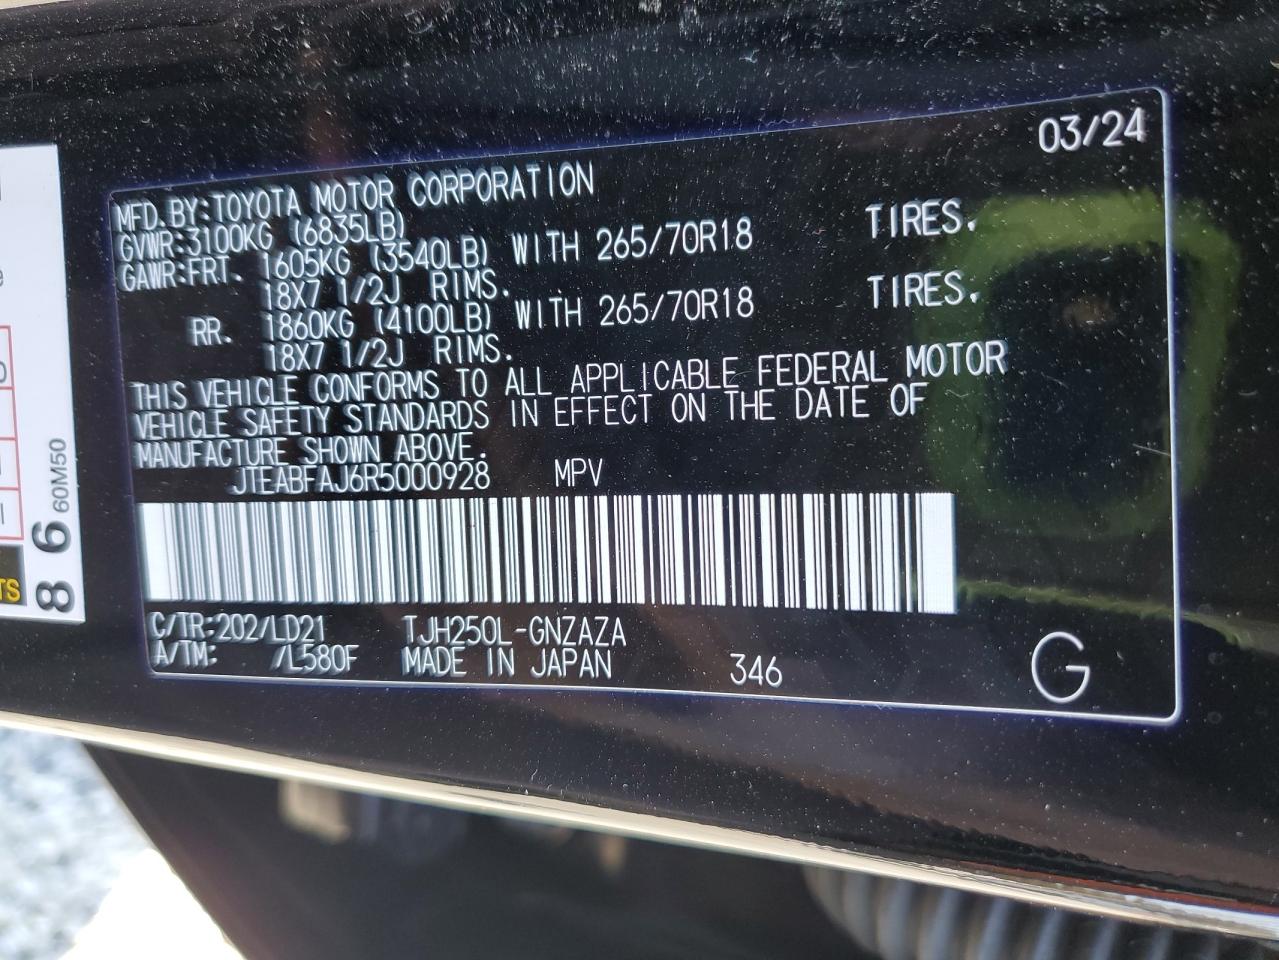 03/24
MFD.BY:TOYOTA MOTOR CORPORATION
GVWR:3100KG (6835LB)
GAWR:FRT. 1605KG (3540LB) WITH 265/70R18 TIRES.
18X7 1/2J RIMS.
RR. 1860KG (4100LB) WITH 265/70R18 TIRES.
18X7 1/2J RIMS.
THIS VEHICLE CONFORMS TO ALL APPLICABLE FEDERAL MOTOR
VEHICLE SAFETY STANDARDS IN EFFECT ON THE DATE OF
MANUFACTURE SHOWN ABOVE.
JTEABFAJ6R5000928 MPV
C/TR:202/LD21 TJH250L-GNZAZA
A/TM: /L580F MADE IN JAPAN 346 G
86
60M50
TS